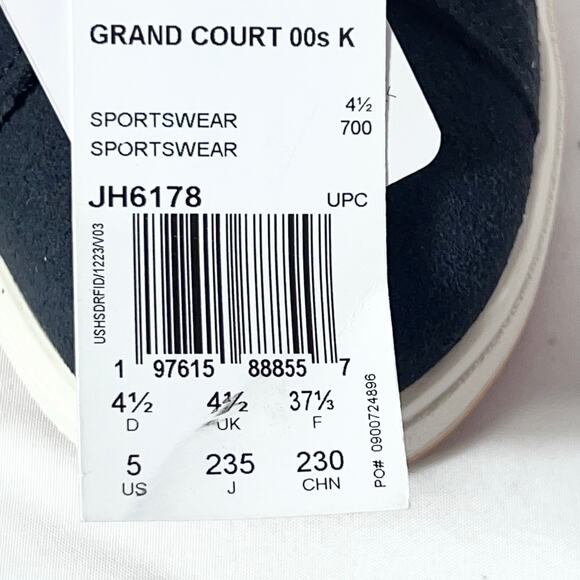 GRAND COURT 00s K
4½
SPORTSWEAR
700
SPORTSWEAR
JH6178 UPC
USHSDRFID/1223/V03
1 97615 88855 7
4½ 4½ 37⅓
D UK F
5 235 230
US J CHN
PO# 0900724896